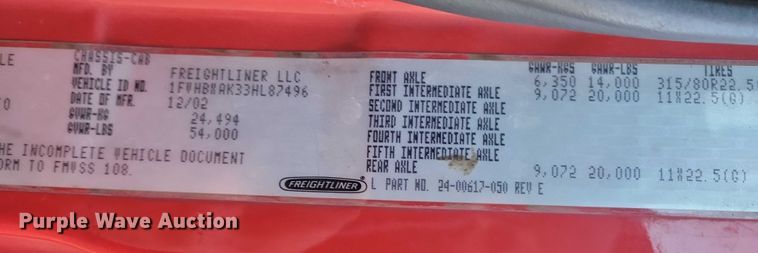 LE
CHASSIS-CAB
MFD. BY FREIGHTLINER LLC
VEHICLE ID NO. 1FVHBXAK33HL87496
DATE OF MFR. 12/02
GVWR-KG 24,494
GVWR-LBS 54,000
HE INCOMPLETE VEHICLE DOCUMENT
ORM TO FMVSS 108.
GAWR-KGS GAWR-LBS TIRES
FRONT AXLE 6,350 14,000 315/80R22.5
FIRST INTERMEDIATE AXLE 9,072 20,000 11X22.5(G)
SECOND INTERMEDIATE AXLE
THIRD INTERMEDIATE AXLE
FOURTH INTERMEDIATE AXLE
FIFTH INTERMEDIATE AXLE
REAR AXLE 9,072 20,000 11X22.5(G)
FREIGHTLINER L PART NO. 24-00617-050 REV E
Purple Wave Auction